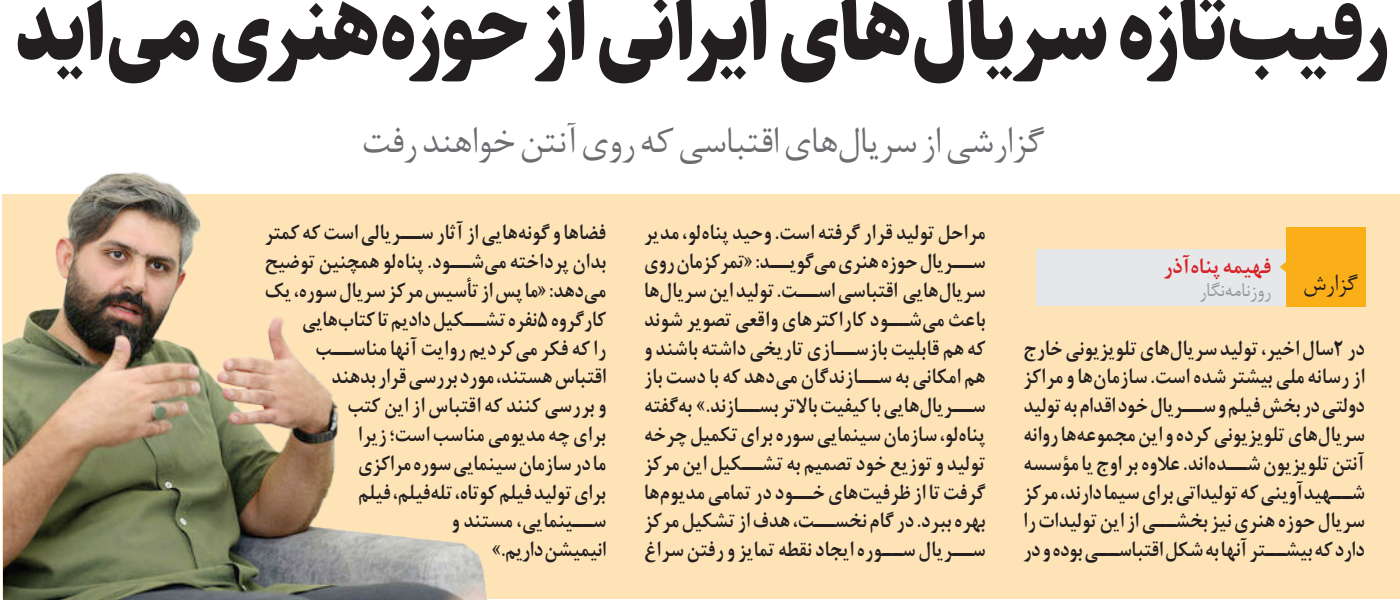 رقیب‌تازه سریال‌های ایرانی از حوزه‌هنری می‌آید
گزارشی از سریال‌های اقتباسی که روی آنتن خواهند رفت
گزارش
فهیمه پناه‌آذر
روزنامه‌نگار
در ۲سال اخیر، تولید سریال‌های تلویزیونی خارج
از رسانه ملی بیشتر شده است. سازمان‌ها و مراکز
دولتی در بخش فیلم و سریال خود اقدام به تولید
سریال‌های تلویزیونی کرده و این مجموعه‌ها روانه
آنتن تلویزیون شده‌اند. علاوه بر اوج یا مؤسسه
شهیدآوینی که تولیداتی برای سیما دارند، مرکز
سریال حوزه هنری نیز بخشی از این تولیدات را
دارد که بیشتر آنها به شکل اقتباسی بوده و در
مراحل تولید قرار گرفته است. وحید پناه‌لو، مدیر
سریال حوزه هنری می‌گوید: «تمرکزمان روی
سریال‌هایی اقتباسی است. تولید این سریال‌ها
باعث می‌شود کاراکترهای واقعی تصویر شوند
که هم قابلیت بازسازی تاریخی داشته باشند و
هم امکانی به سازندگان می‌دهد که با دست باز
سریال‌هایی با کیفیت بالاتر بسازند.» به‌گفته
پناه‌لو، سازمان سینمایی سوره برای تکمیل چرخه
تولید و توزیع خود تصمیم به تشکیل این مرکز
گرفت تا از ظرفیت‌های خود در تمامی مدیوم‌ها
بهره ببرد. در گام نخست، هدف از تشکیل مرکز
سریال سوره ایجاد نقطه تمایز و رفتن سراغ
فضاها و گونه‌هایی از آثار سریالی است که کمتر
بدان پرداخته می‌شود. پناه‌لو همچنین توضیح
می‌دهد: «ما پس از تأسیس مرکز سریال سوره، یک
کارگروه ۵نفره تشکیل دادیم تا کتاب‌هایی
را که فکر می‌کردیم روایت آنها مناسب
اقتباس هستند، مورد بررسی قرار بدهند
و بررسی کنند که اقتباس از این کتب
برای چه مدیومی مناسب است؛ زیرا
ما در سازمان سینمایی سوره مراکزی
برای تولید فیلم کوتاه، تله‌فیلم، فیلم
سینمایی، مستند و
انیمیشن داریم.»